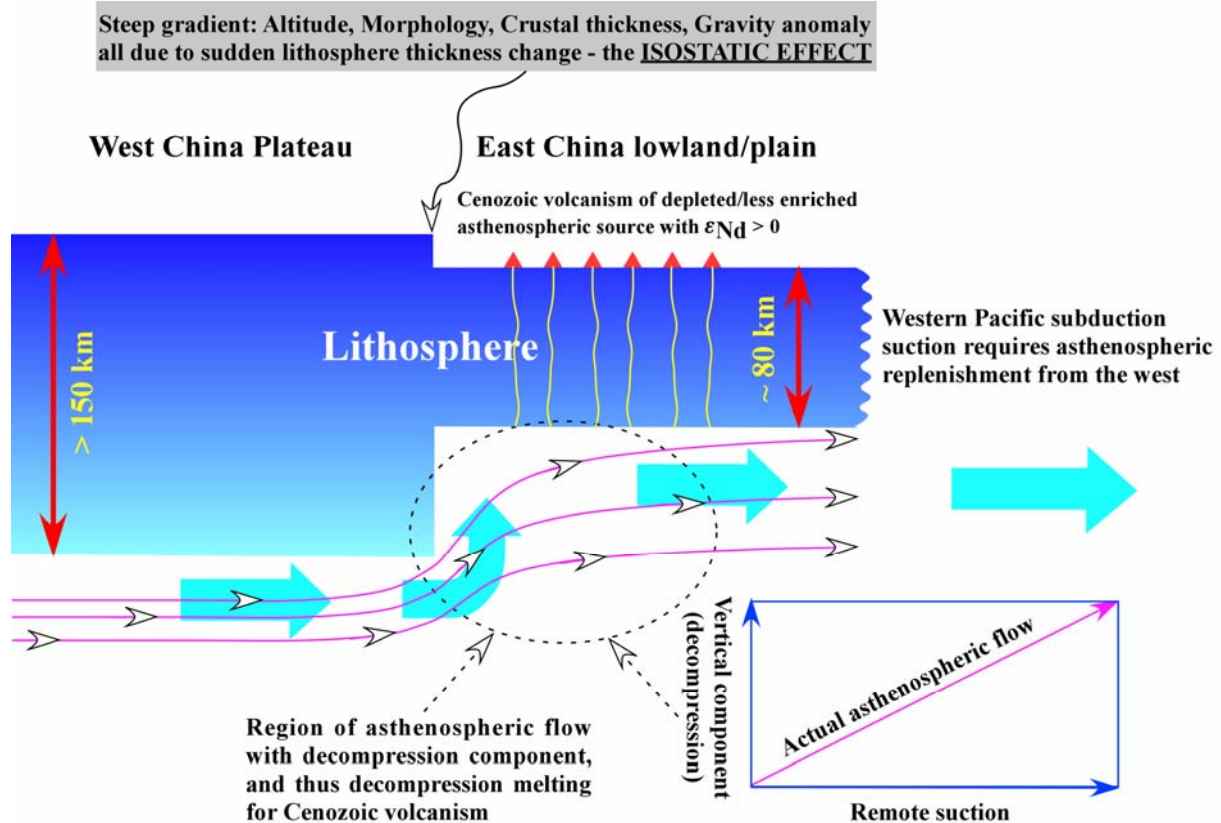 Steep gradient: Altitude, Morphology, Crustal thickness, Gravity anomaly
all due to sudden lithosphere thickness change - the ISOSTATIC EFFECT
West China Plateau
East China lowland/plain
Cenozoic volcanism of depleted/less enriched
asthenospheric source with εNd > 0
Lithosphere
> 150 km
~ 80 km
Western Pacific subduction
suction requires asthenospheric
replenishment from the west
Region of asthenospheric flow
with decompression component,
and thus decompression melting
for Cenozoic volcanism
Vertical component
(decompression)
Actual asthenospheric flow
Remote suction